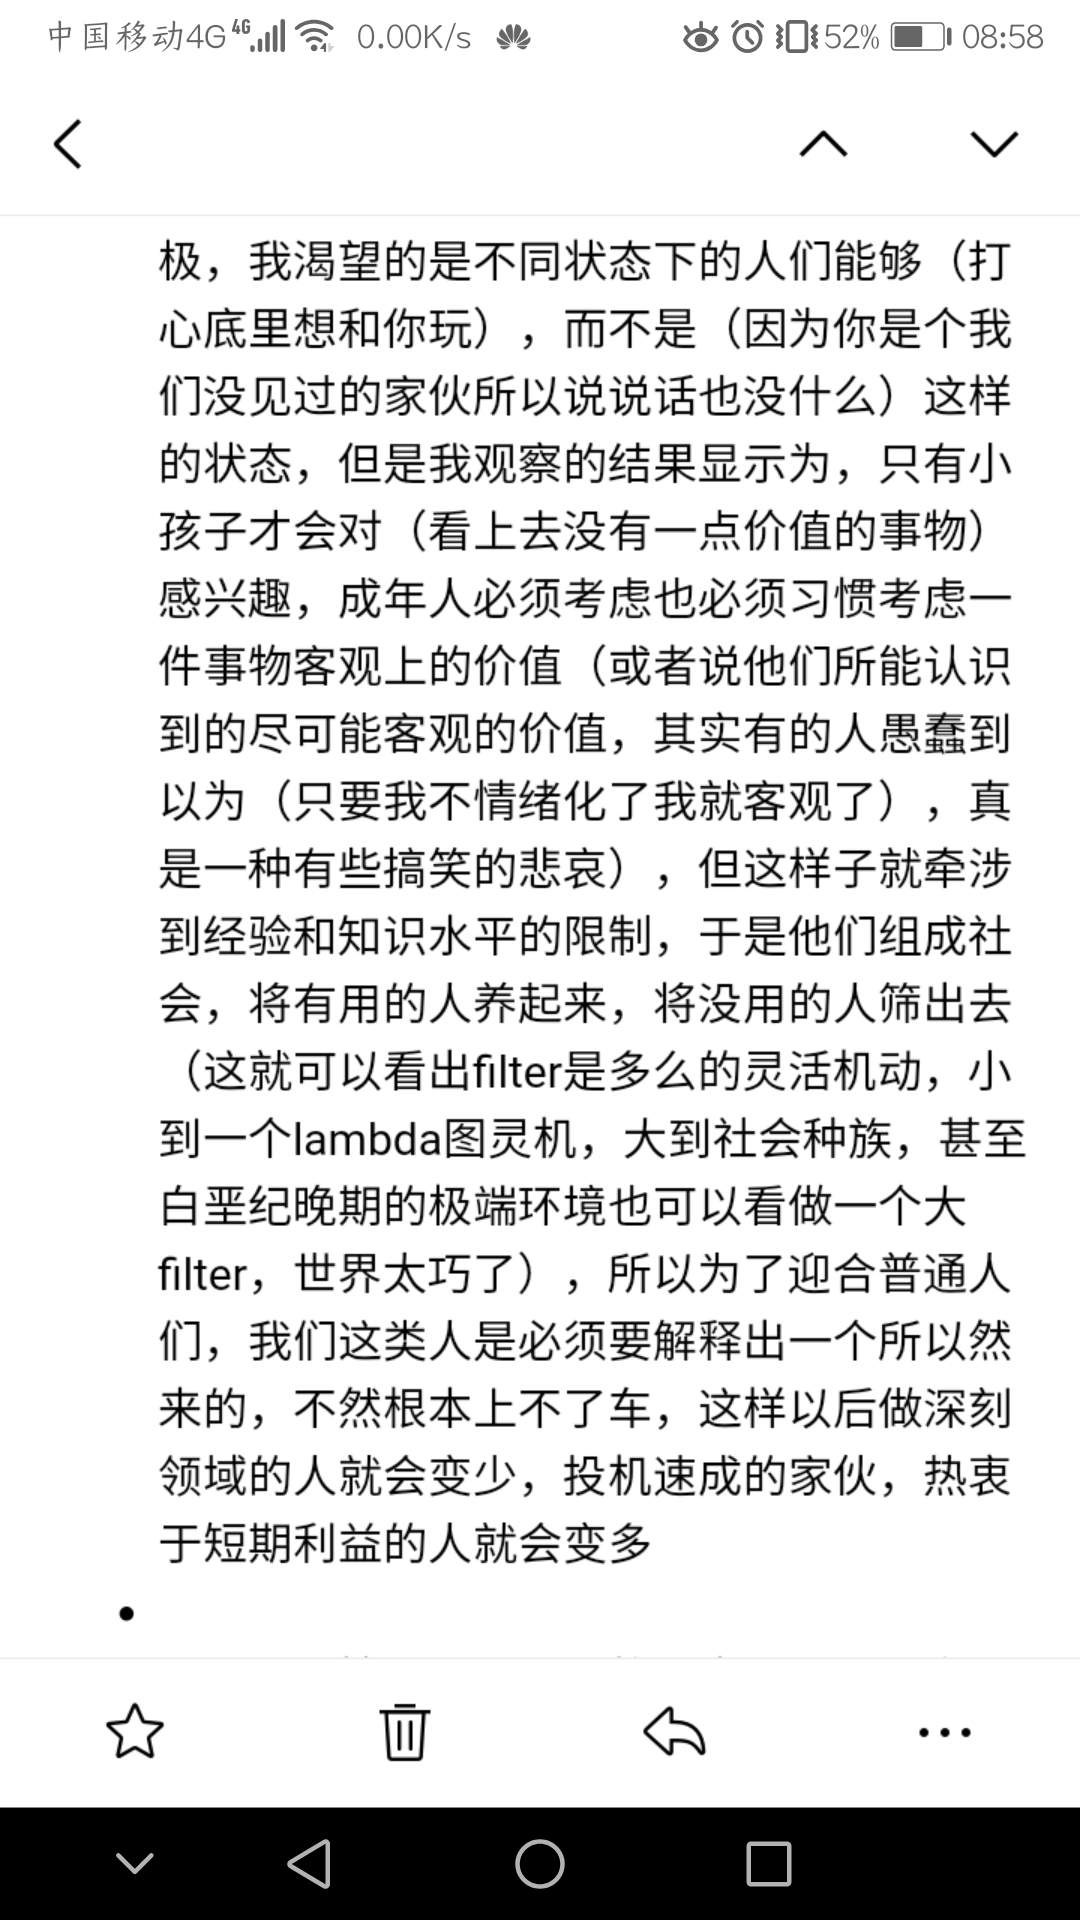 中国移动4G 4G 0.00K/s 52% 08:58
极，我渴望的是不同状态下的人们能够（打
心底里想和你玩），而不是（因为你是个我
们没见过的家伙所以说说话也没什么）这样
的状态，但是我观察的结果显示为，只有小
孩子才会对（看上去没有一点价值的事物）
感兴趣，成年人必须考虑也必须习惯考虑一
件事物客观上的价值（或者说他们所能认识
到的尽可能客观的价值，其实有的人愚蠢到
以为（只要我不情绪化了我就客观了），真
是一种有些搞笑的悲哀），但这样子就牵涉
到经验和知识水平的限制，于是他们组成社
会，将有用的人养起来，将没用的人筛出去
（这就可以看出filter是多么的灵活机动，小
到一个lambda图灵机，大到社会种族，甚至
白垩纪晚期的极端环境也可以看做一个大
filter，世界太巧了），所以为了迎合普通人
们，我们这类人是必须要解释出一个所以然
来的，不然根本上不了车，这样以后做深刻
领域的人就会变少，投机速成的家伙，热衷
于短期利益的人就会变多
•